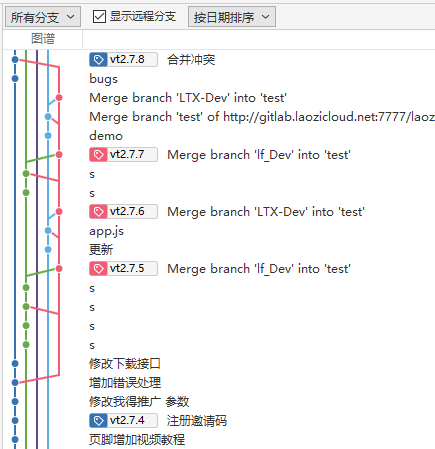 所有分支 显示远程分支 按日期排序
图谱
vt2.7.8 合并冲突
bugs
Merge branch 'LTX-Dev' into 'test'
Merge branch 'test' of http://gitlab.laozicloud.net:7777/laoz
demo
vt2.7.7 Merge branch 'lf_Dev' into 'test'
s
s
vt2.7.6 Merge branch 'LTX-Dev' into 'test'
app.js
更新
vt2.7.5 Merge branch 'lf_Dev' into 'test'
s
s
s
s
修改下载接口
增加错误处理
修改我得推广 参数
vt2.7.4 注册邀请码
页脚增加视频教程